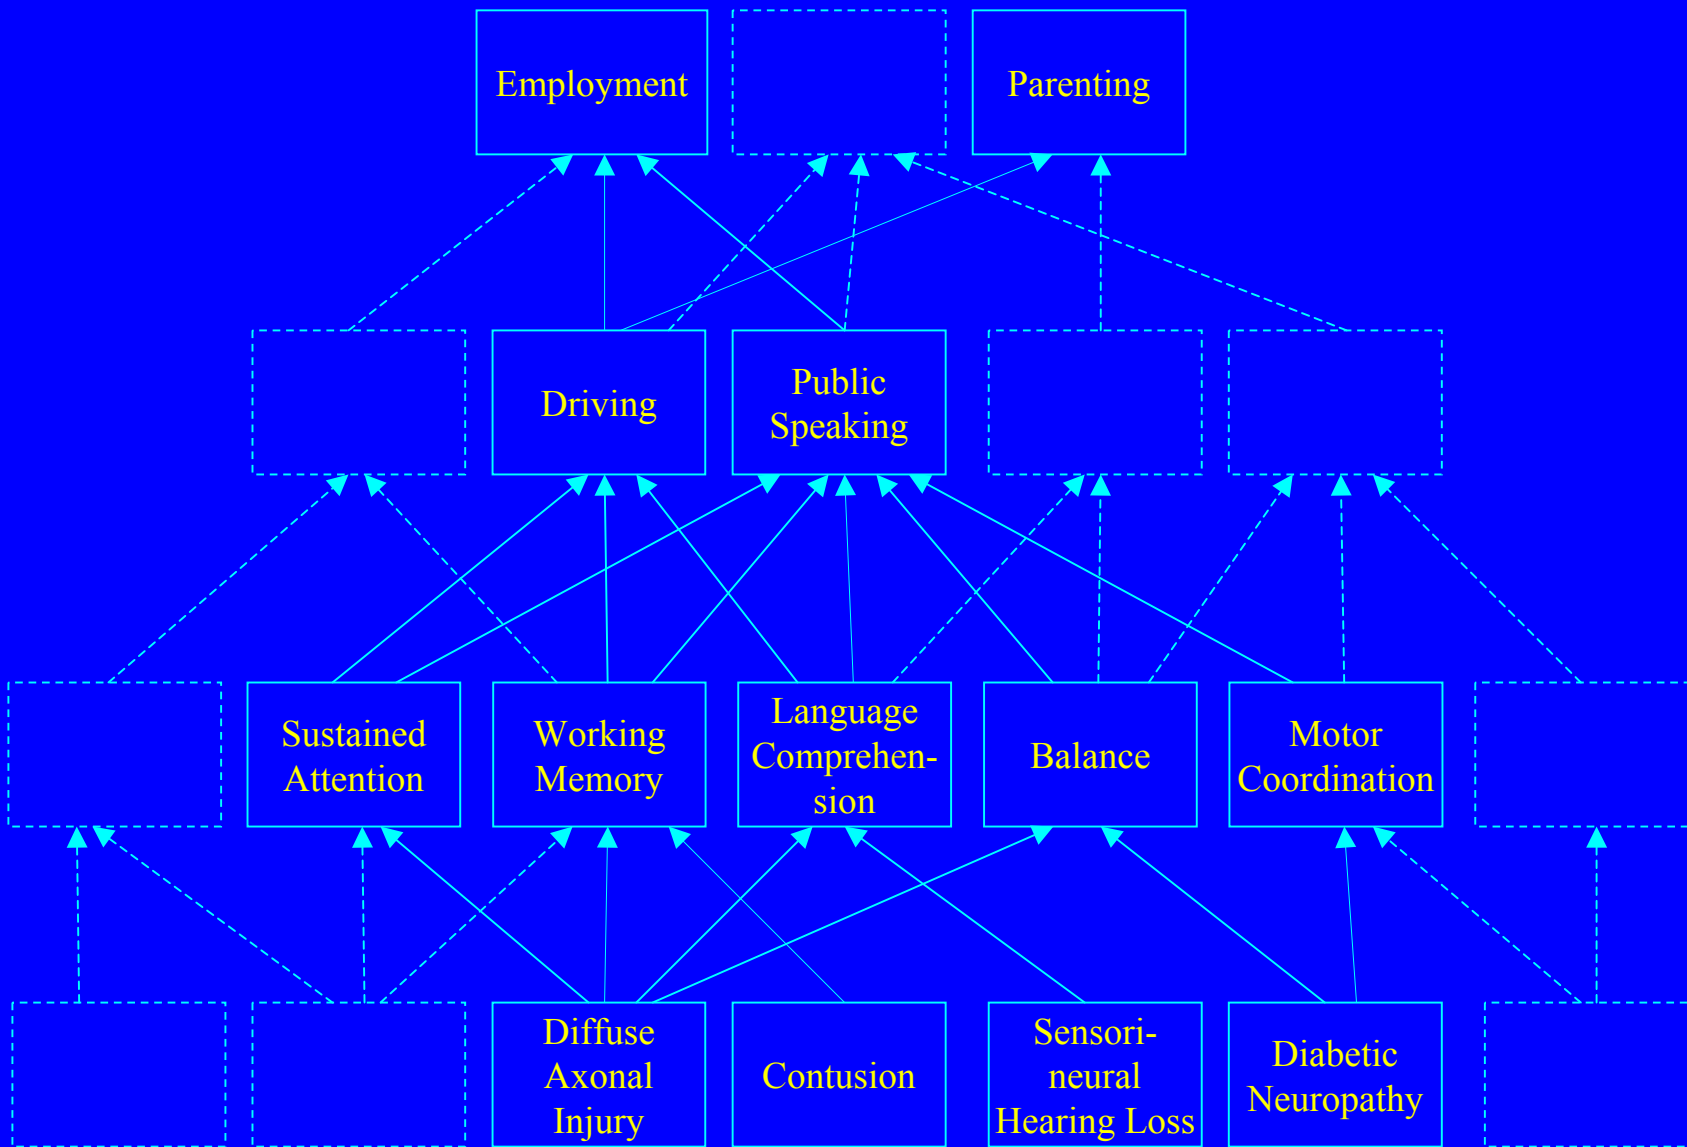 Employment
Parenting
Driving
Public
Speaking
Sustained
Attention
Working
Memory
Language
Comprehen-
sion
Balance
Motor
Coordination
Diffuse
Axonal
Injury
Contusion
Sensori-
neural
Hearing Loss
Diabetic
Neuropathy